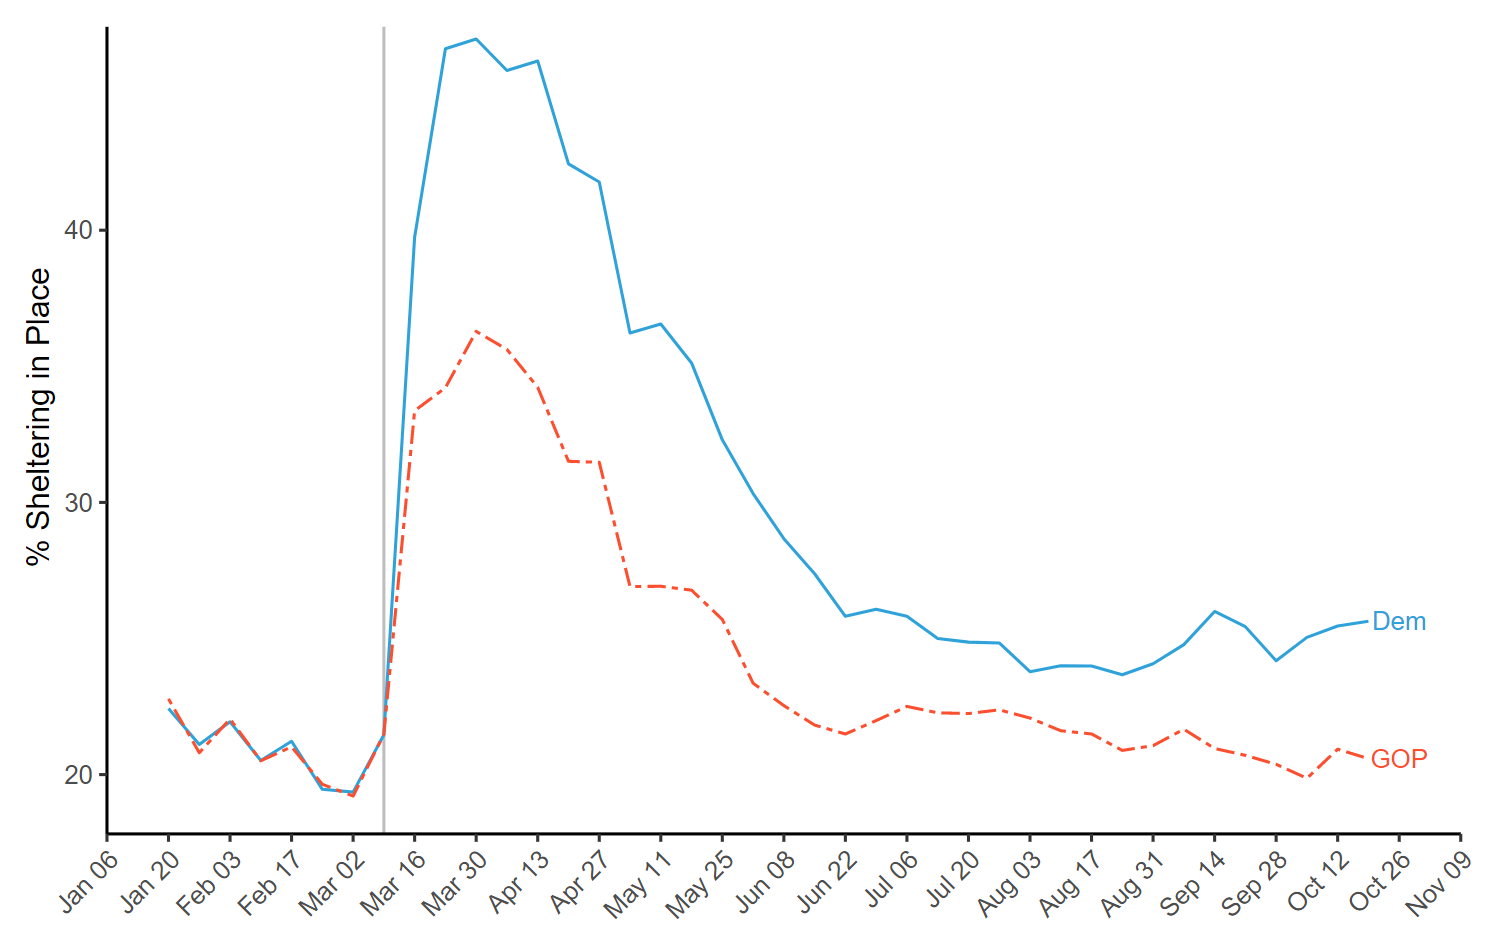 % Sheltering in Place
40
30
20
Dem
GOP
Jan 06
Jan 20
Feb 03
Feb 17
Mar 02
Mar 16
Mar 30
Apr 13
Apr 27
May 11
May 25
Jun 08
Jun 22
Jul 06
Jul 20
Aug 03
Aug 17
Aug 31
Sep 14
Sep 28
Oct 12
Oct 26
Nov 09